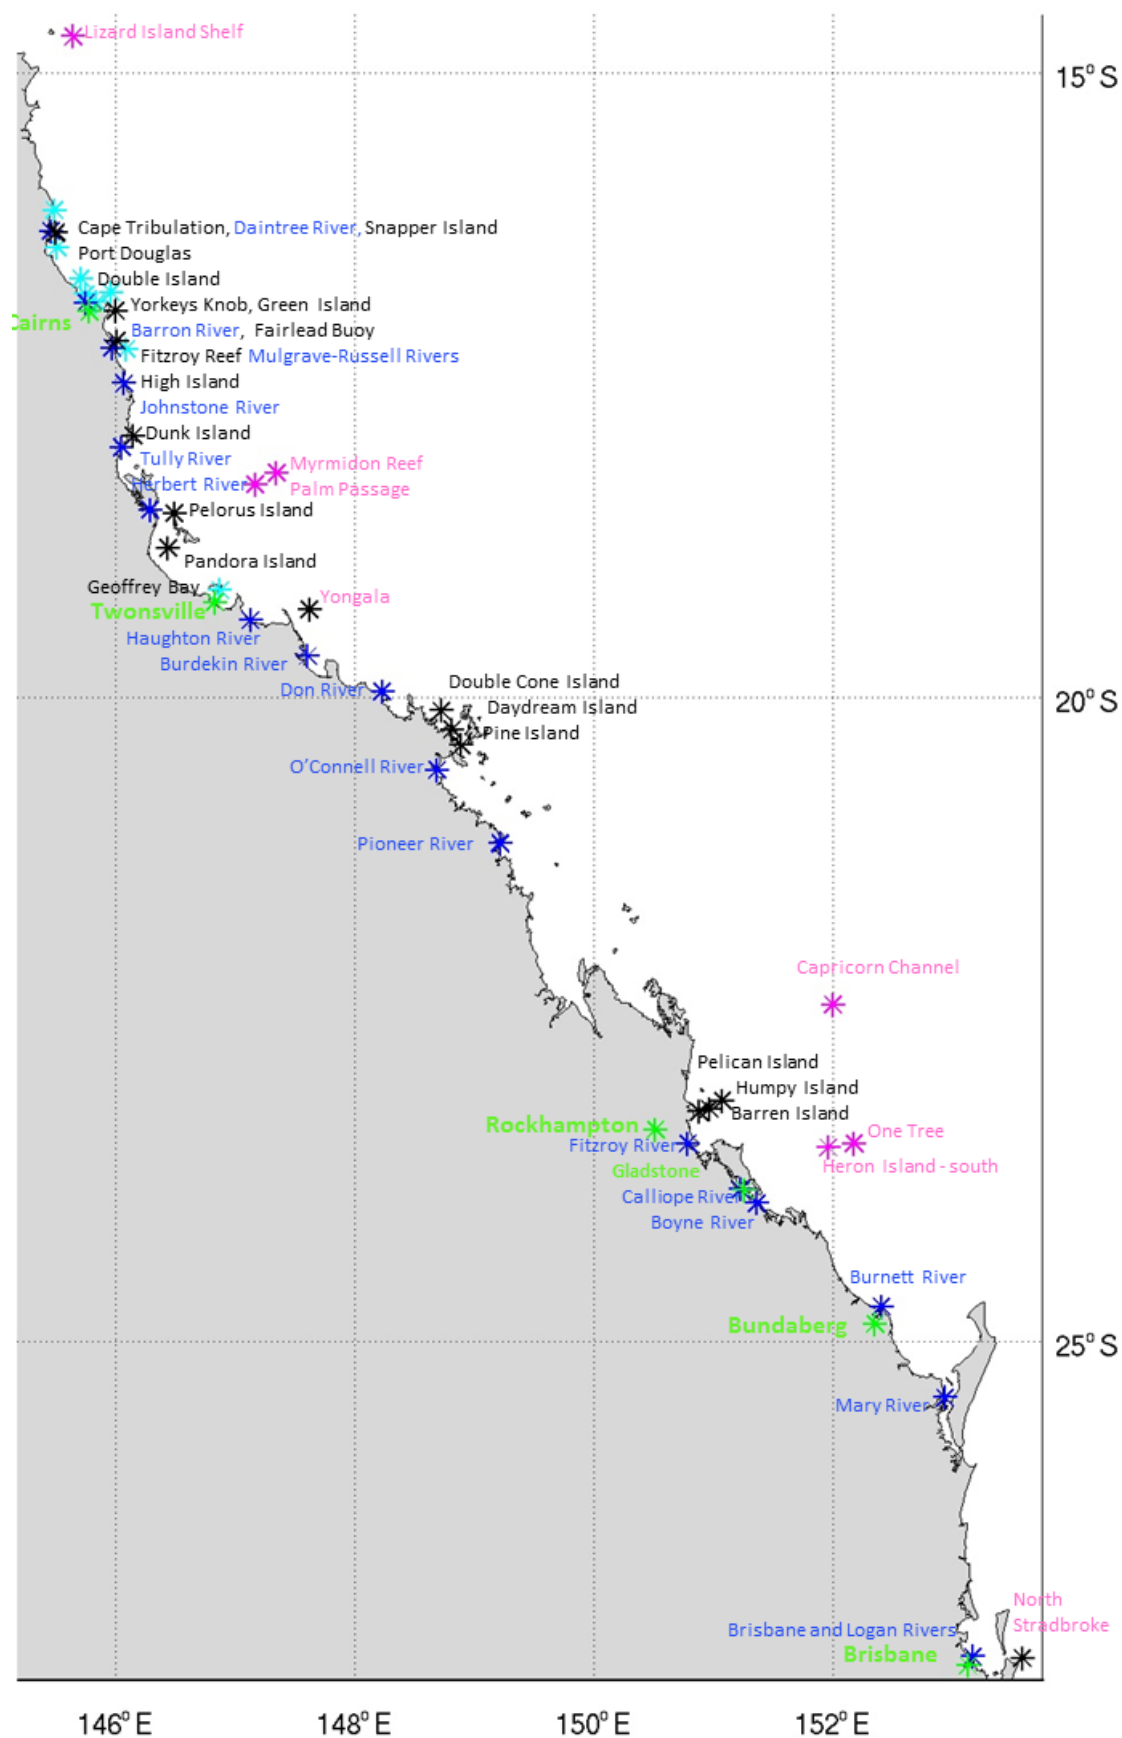 Lizard Island Shelf
15° S
Cape Tribulation, Daintree River, Snapper Island
Port Douglas
Double Island
Yorkeys Knob, Green Island
Cairns
Barron River, Fairlead Buoy
Fitzroy Reef Mulgrave-Russell Rivers
High Island
Johnstone River
Dunk Island
Tully River
Myrmidon Reef
Herbert River
Palm Passage
Pelorus Island
Pandora Island
Geoffrey Bay
Yongala
Twonsville
Haughton River
Burdekin River
Don River
Double Cone Island
20° S
Daydream Island
Pine Island
O'Connell River
Pioneer River
Capricorn Channel
Pelican Island
Humpy Island
Barren Island
Rockhampton
One Tree
Fitzroy River
Heron Island - south
Gladstone
Calliope River
Boyne River
Burnett River
Bundaberg
25° S
Mary River
North
Stradbroke
Brisbane and Logan Rivers
Brisbane
146° E 148° E 150° E 152° E